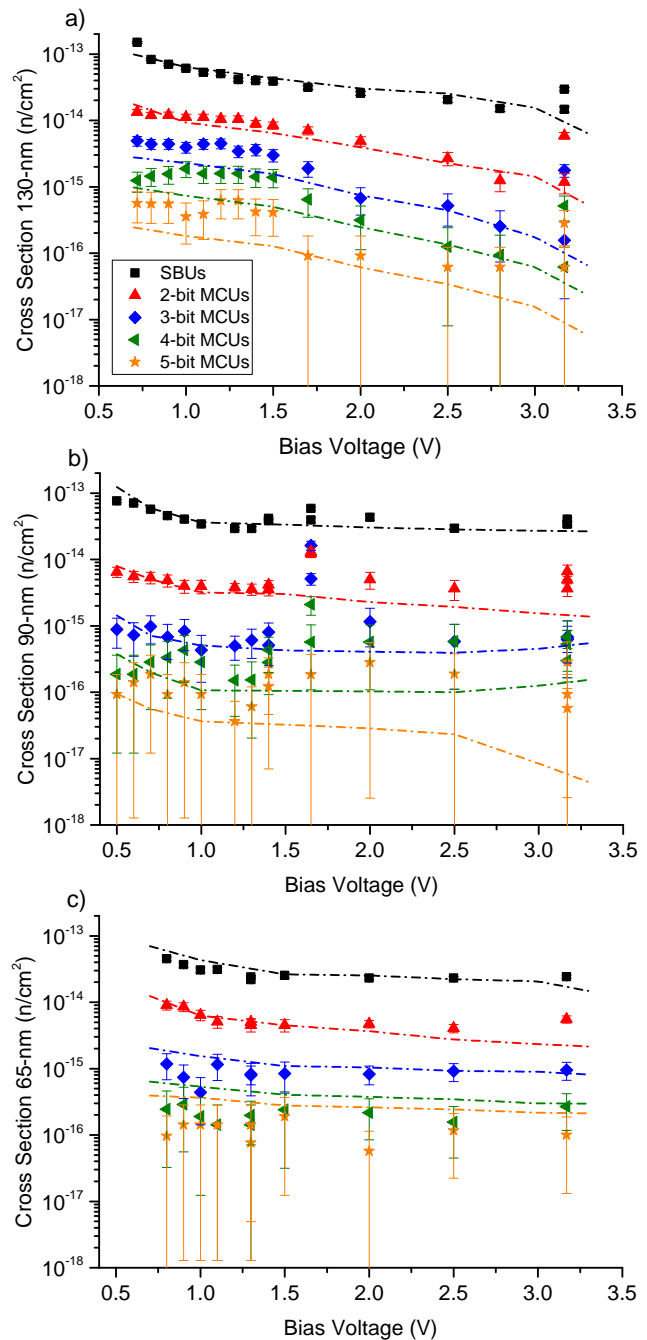 a)
Cross Section 130-nm (n/cm²)
10⁻¹³
10⁻¹⁴
10⁻¹⁵
10⁻¹⁶
10⁻¹⁷
10⁻¹⁸
SBUs
2-bit MCUs
3-bit MCUs
4-bit MCUs
5-bit MCUs
0.5 1.0 1.5 2.0 2.5 3.0 3.5
Bias Voltage (V)
b)
Cross Section 90-nm (n/cm²)
10⁻¹³
10⁻¹⁴
10⁻¹⁵
10⁻¹⁶
10⁻¹⁷
10⁻¹⁸
0.5 1.0 1.5 2.0 2.5 3.0 3.5
Bias Voltage (V)
c)
Cross Section 65-nm (n/cm²)
10⁻¹³
10⁻¹⁴
10⁻¹⁵
10⁻¹⁶
10⁻¹⁷
10⁻¹⁸
0.5 1.0 1.5 2.0 2.5 3.0 3.5
Bias Voltage (V)